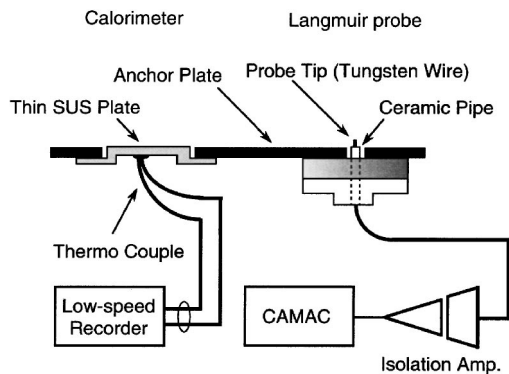 Calorimeter
Langmuir probe
Anchor Plate
Probe Tip (Tungsten Wire)
Thin SUS Plate
Ceramic Pipe
Thermo Couple
Low-speed
Recorder
CAMAC
Isolation Amp.